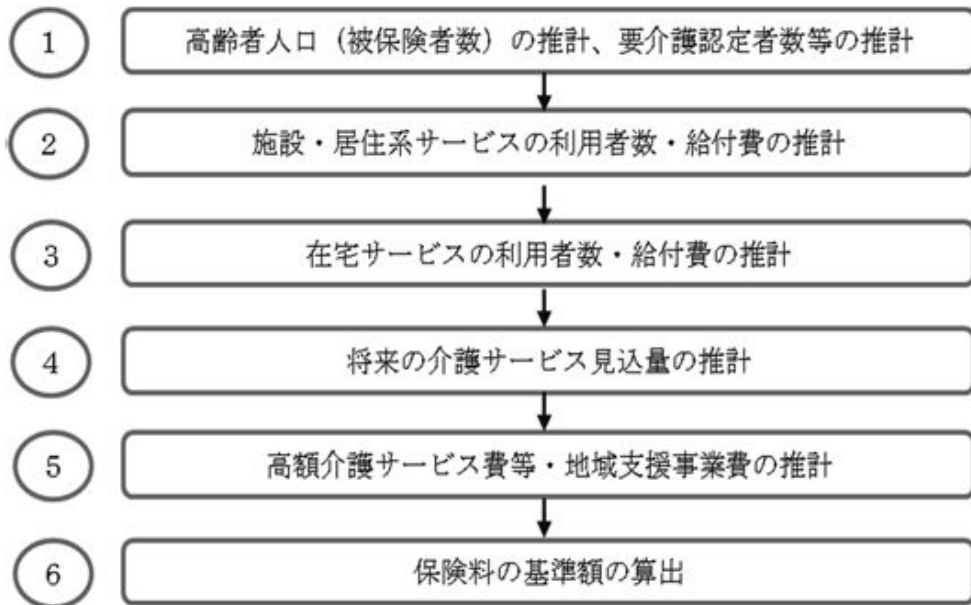 1
高齢者人口（被保険者数）の推計、要介護認定者数等の推計
2
施設・居住系サービスの利用者数・給付費の推計
3
在宅サービスの利用者数・給付費の推計
4
将来の介護サービス見込量の推計
5
高額介護サービス費等・地域支援事業費の推計
6
保険料の基準額の算出